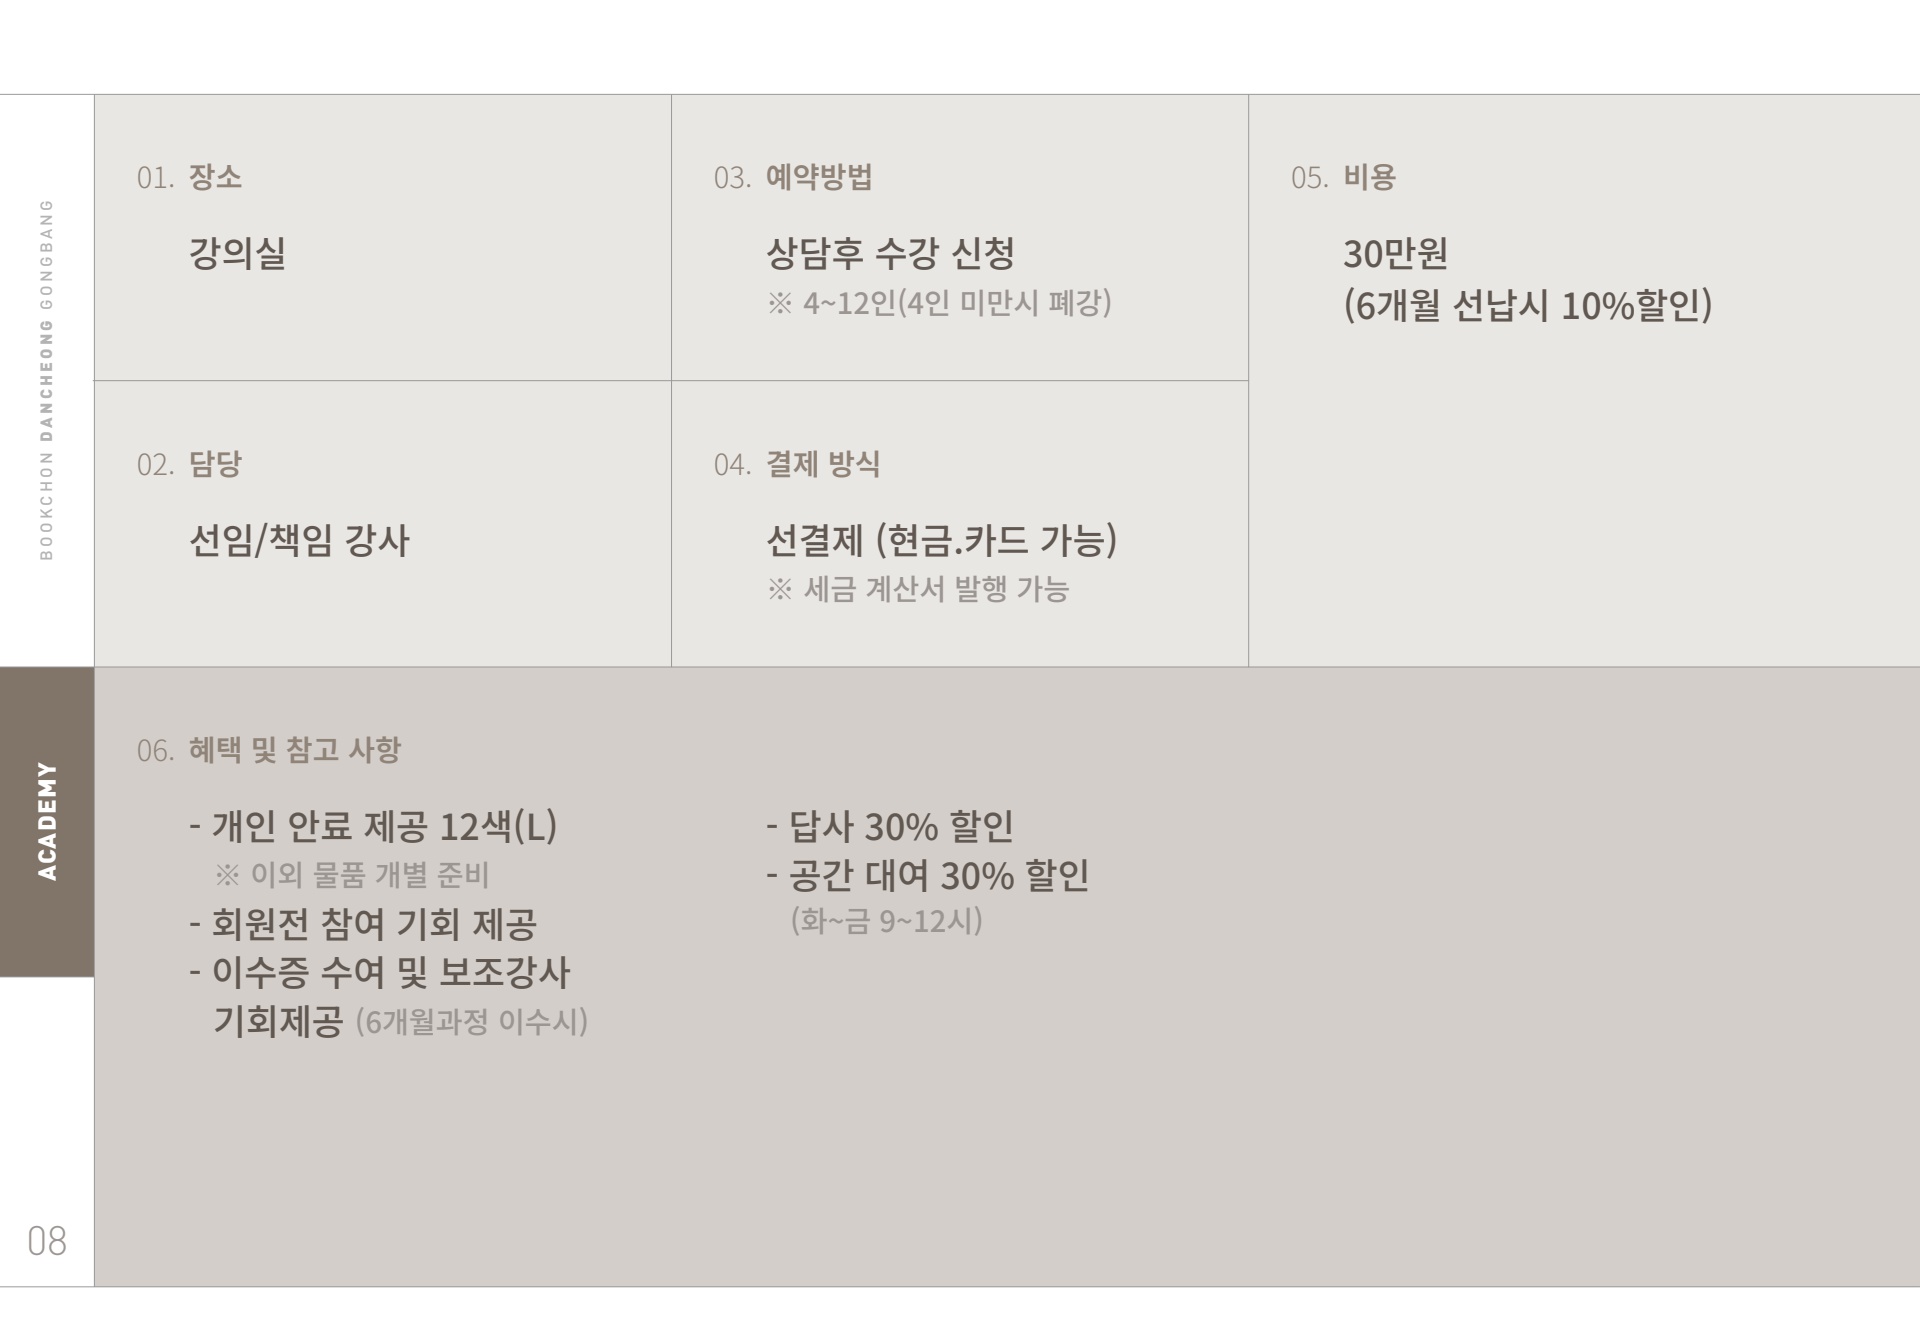 BOOKCHON DANCHEONG GONGBANG
ACADEMY
08
01. 장소
강의실
02. 담당
선임/책임 강사
03. 예약방법
상담후 수강 신청
※ 4~12인(4인 미만시 폐강)
04. 결제 방식
선결제 (현금.카드 가능)
※ 세금 계산서 발행 가능
05. 비용
30만원
(6개월 선납시 10%할인)
06. 혜택 및 참고 사항
- 개인 안료 제공 12색(L)
※ 이외 물품 개별 준비
- 회원전 참여 기회 제공
- 이수증 수여 및 보조강사
기회제공 (6개월과정 이수시)
- 답사 30% 할인
- 공간 대여 30% 할인
(화~금 9~12시)